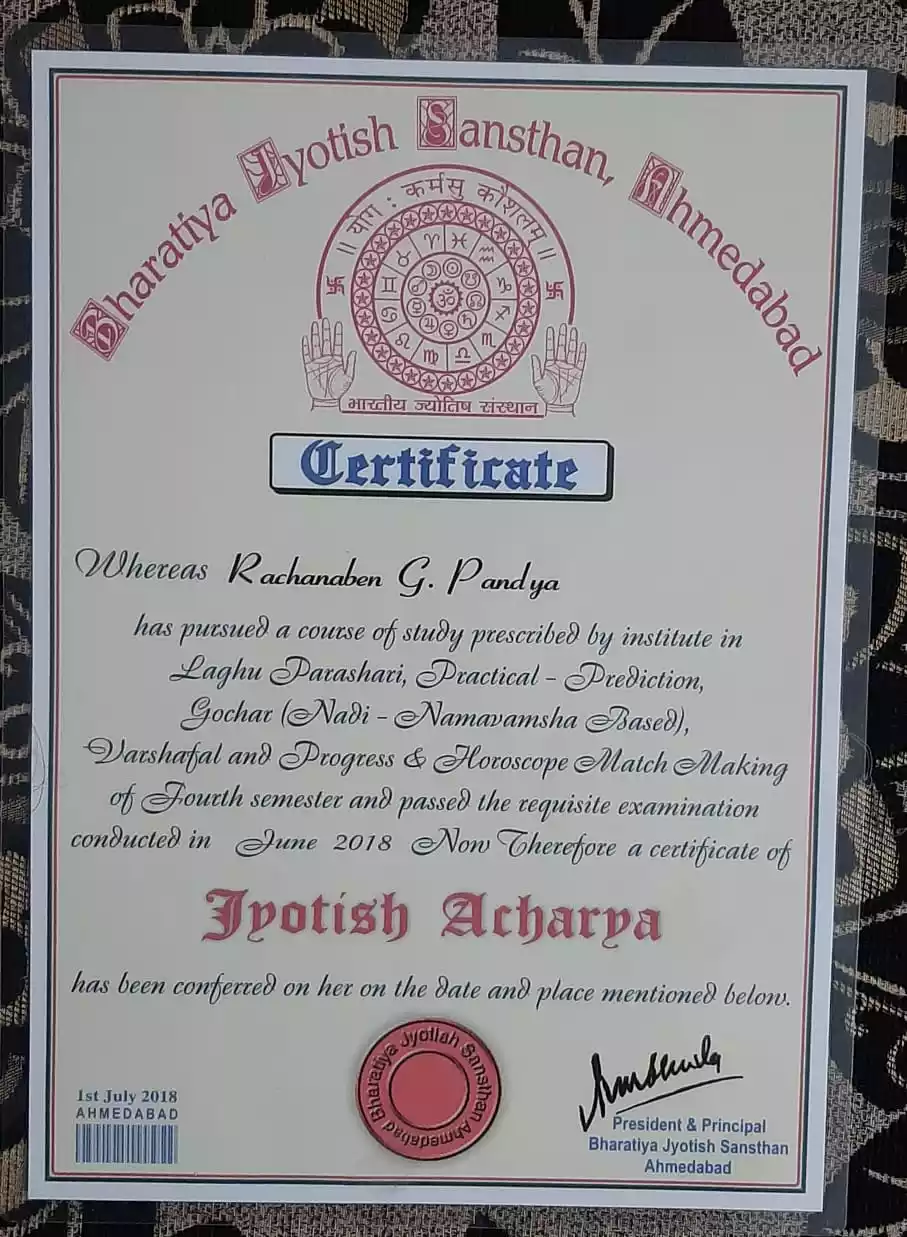 Bharatiya Jyotish Sansthan, Ahmedabad
॥ योग : कर्मसु कौशलम् ॥
ॐ
भारतीय ज्योतिष संस्थान
Certificate
Whereas Rachanaben G. Pandya
has pursued a course of study prescribed by institute in
Laghu Parashari, Practical - Prediction,
Gochar (Nadi - Namavamsha Based),
Varshafal and Progress & Horoscope Match Making
of Fourth semester and passed the requisite examination
conducted in June 2018 Now Therefore a certificate of
Jyotish Acharya
has been conferred on her on the date and place mentioned below.
Bharatiya Jyotish Sansthan Ahmedabad
1st July 2018
AHMEDABAD
President & Principal
Bharatiya Jyotish Sansthan
Ahmedabad